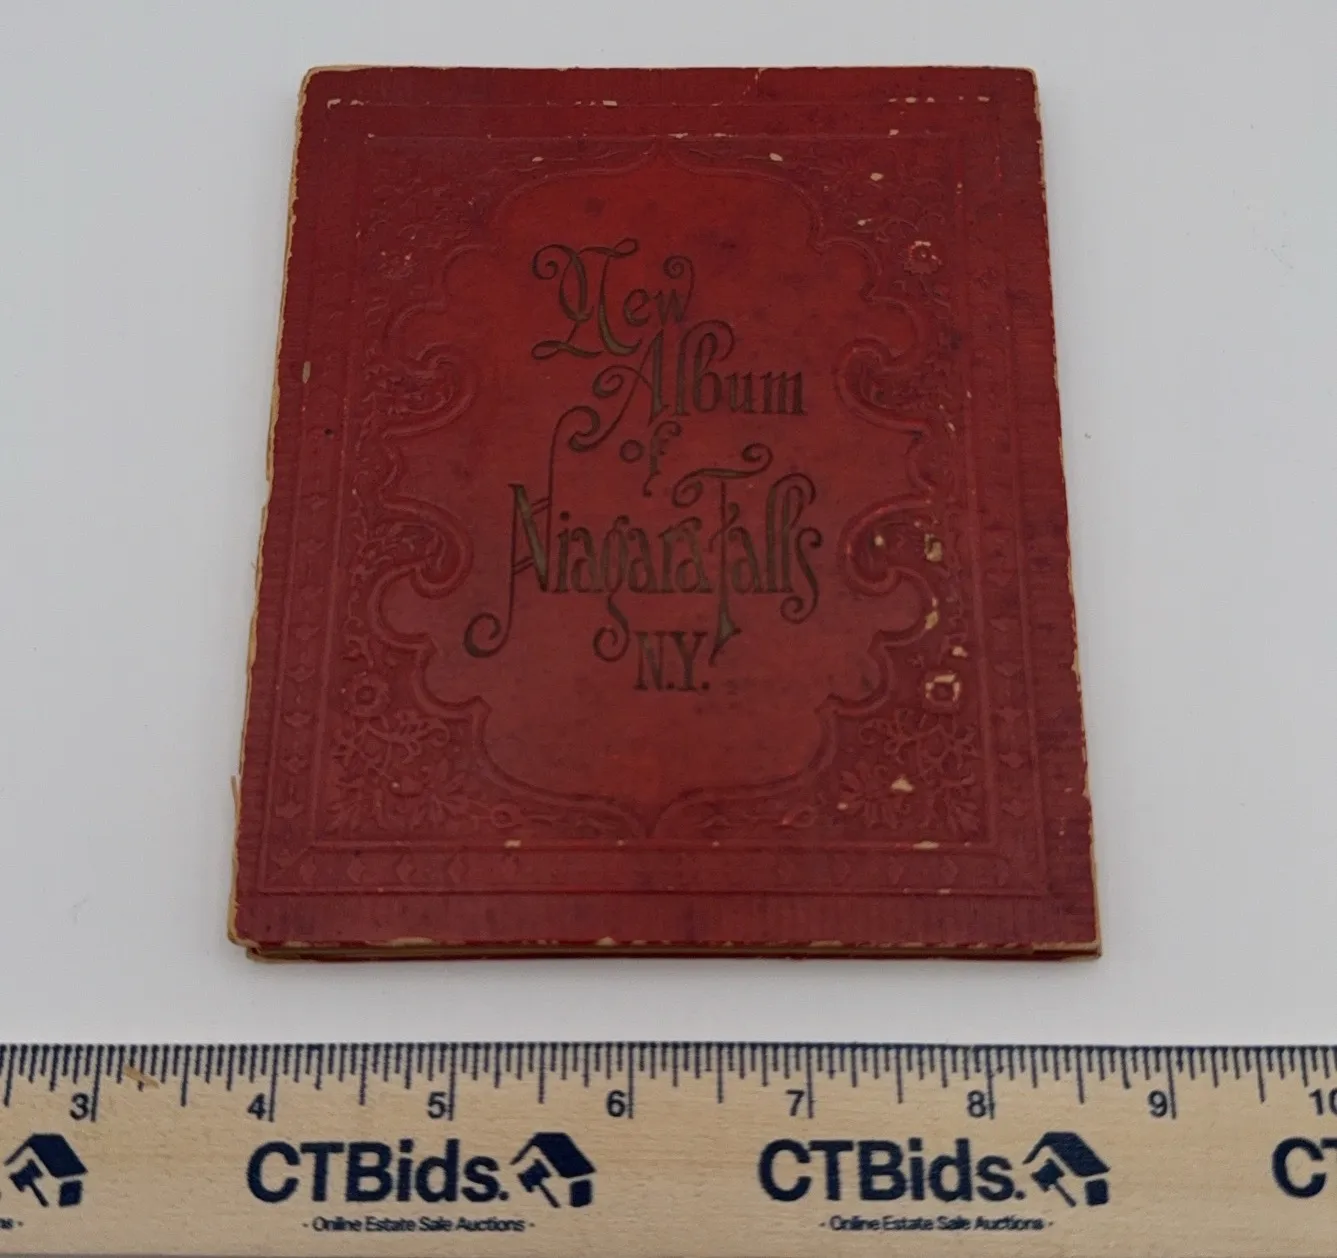 New
Album
of
Niagara Falls
N.Y.
3 4 5 6 7 8 9 10
CTBids. CTBids. CT
- Online Estate Sale Auctions - - Online Estate Sale Auctions -